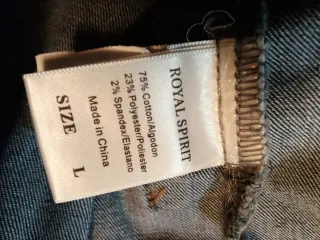 ROYAL SPIRIT
75% Cotton/Algodon
23% Polyester/Poliester
2% Spandex/Elastano
Made in China
SIZE L